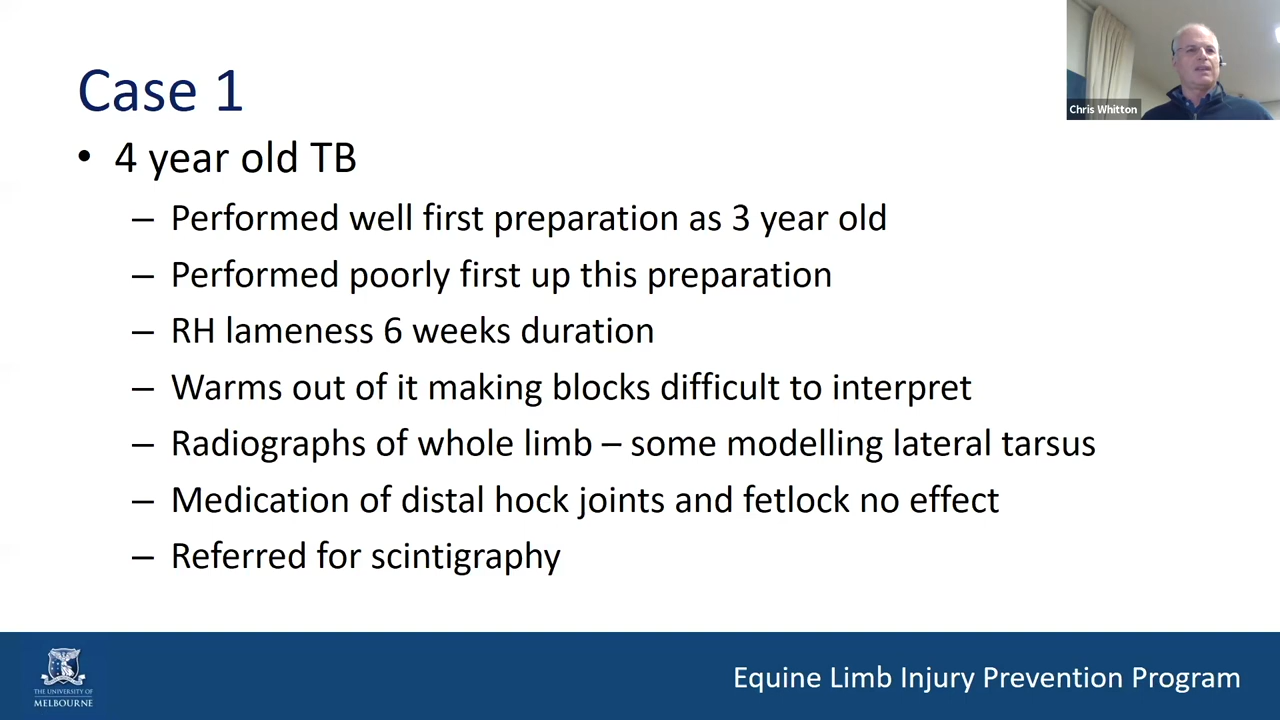 Case 1
• 4 year old TB
– Performed well first preparation as 3 year old
– Performed poorly first up this preparation
– RH lameness 6 weeks duration
– Warms out of it making blocks difficult to interpret
– Radiographs of whole limb – some modelling lateral tarsus
– Medication of distal hock joints and fetlock no effect
– Referred for scintigraphy
Chris Whitton
THE UNIVERSITY OF
MELBOURNE
Equine Limb Injury Prevention Program